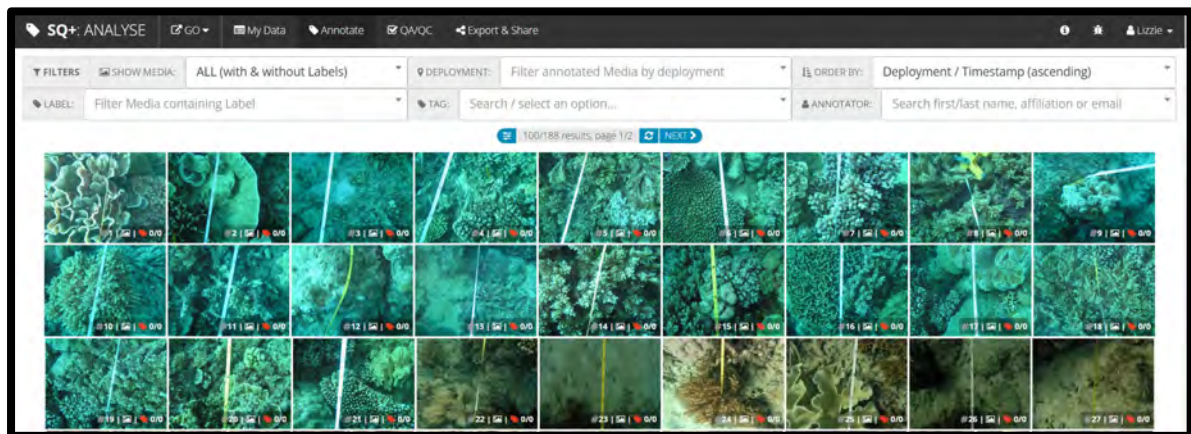 SQ+: ANALYSE GO My Data Annotate QA/QC Export & Share Lizzie
FILTERS SHOW MEDIA: ALL (with & without Labels) DEPLOYMENT: Filter annotated Media by deployment ORDER BY: Deployment / Timestamp (ascending)
LABEL: Filter Media containing Label TAG: Search / select an option... ANNOTATOR: Search first/last name, affiliation or email
100/188 results, page 1/2 NEXT
#1 | | 0/0 #2 | | 0/0 #3 | | 0/0 #4 | | 0/0 #5 | | 0/0 #6 | | 0/0 #7 | | 0/0 #8 | | 0/0 #9 | | 0/0
#10 | | 0/0 #11 | | 0/0 #12 | | 0/0 #13 | | 0/0 #14 | | 0/0 #15 | | 0/0 #16 | | 0/0 #17 | | 0/0 #18 | | 0/0
#19 | | 0/0 #20 | | 0/0 #21 | | 0/0 #22 | | 0/0 #23 | | 0/0 #24 | | 0/0 #25 | | 0/0 #26 | | 0/0 #27 | | 0/0